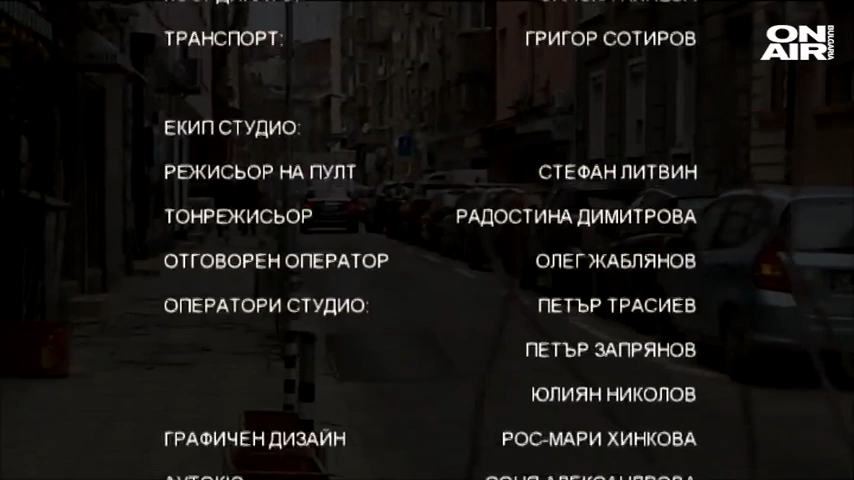 ON
AIR
BULGARIA
ТРАНСПОРТ: ГРИГОР СОТИРОВ
ЕКИП СТУДИО:
РЕЖИСЬОР НА ПУЛТ СТЕФАН ЛИТВИН
ТОНРЕЖИСЬОР РАДОСТИНА ДИМИТРОВА
ОТГОВОРЕН ОПЕРАТОР ОЛЕГ ЖАБЛЯНОВ
ОПЕРАТОРИ СТУДИО: ПЕТЪР ТРАСИЕВ
ПЕТЪР ЗАПРЯНОВ
ЮЛИЯН НИКОЛОВ
ГРАФИЧЕН ДИЗАЙН РОС-МАРИ ХИНКОВА